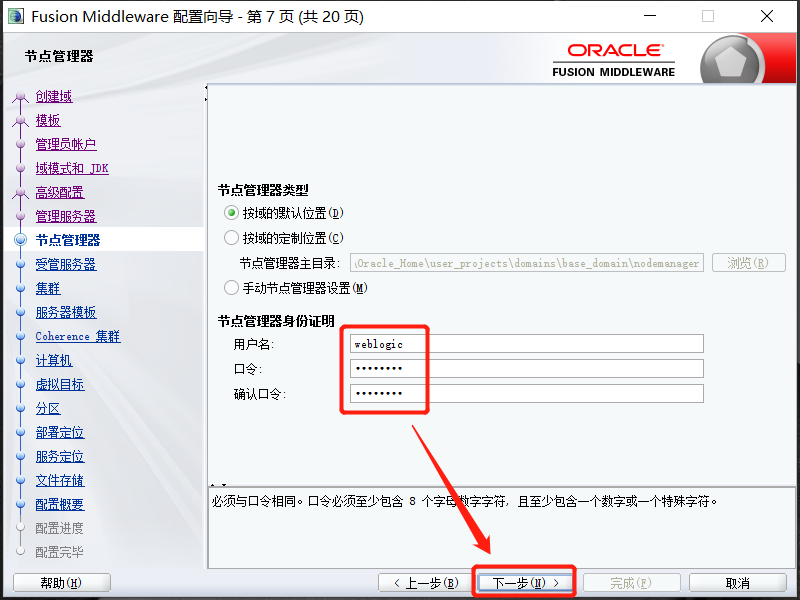 Fusion Middleware 配置向导 - 第 7 页 (共 20 页)
节点管理器
ORACLE
FUSION MIDDLEWARE
创建域
模板
管理员帐户
域模式和 JDK
高级配置
管理服务器
节点管理器
受管服务器
集群
服务器模板
Coherence 集群
计算机
虚拟目标
分区
部署定位
服务定位
文件存储
配置概要
配置进度
配置完毕
节点管理器类型
按域的默认位置(D)
按域的定制位置(C)
节点管理器主目录: \Oracle_Home\user_projects\domains\base_domain\nodemanager 浏览(R)
手动节点管理器设置(M)
节点管理器身份证明
用户名: weblogic
口令: ••••••••
确认口令: ••••••••
必须与口令相同。口令必须至少包含 8 个字母数字字符, 且至少包含一个数字或一个特殊字符。
帮助(H) < 上一步(B) 下一步(N) > 完成(F) 取消